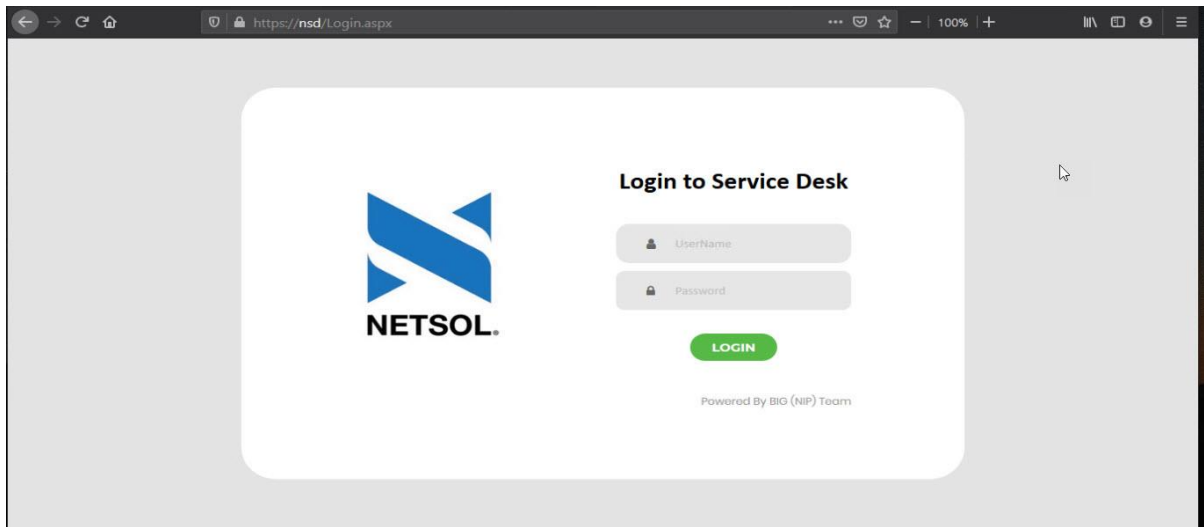 https://nsd/Login.aspx
100%
Login to Service Desk
UserName
Password
LOGIN
NETSOL.
Powered By BIG (NIP) Team